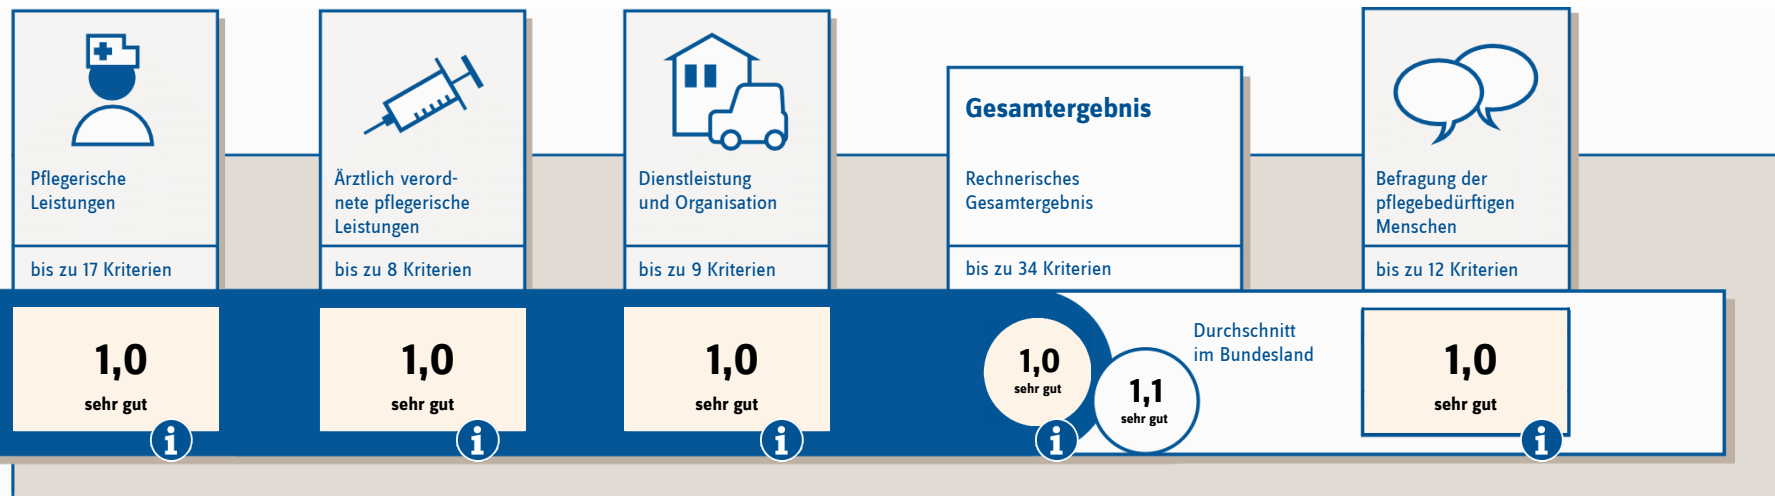 Pflegerische
Leistungen
bis zu 17 Kriterien
1,0
sehr gut
i
Ärztlich verord-
nete pflegerische
Leistungen
bis zu 8 Kriterien
1,0
sehr gut
i
Dienstleistung
und Organisation
bis zu 9 Kriterien
1,0
sehr gut
i
Gesamtergebnis
Rechnerisches
Gesamtergebnis
bis zu 34 Kriterien
1,0
sehr gut
i
1,1
sehr gut
Durchschnitt
im Bundesland
Befragung der
pflegebedürftigen
Menschen
bis zu 12 Kriterien
1,0
sehr gut
i